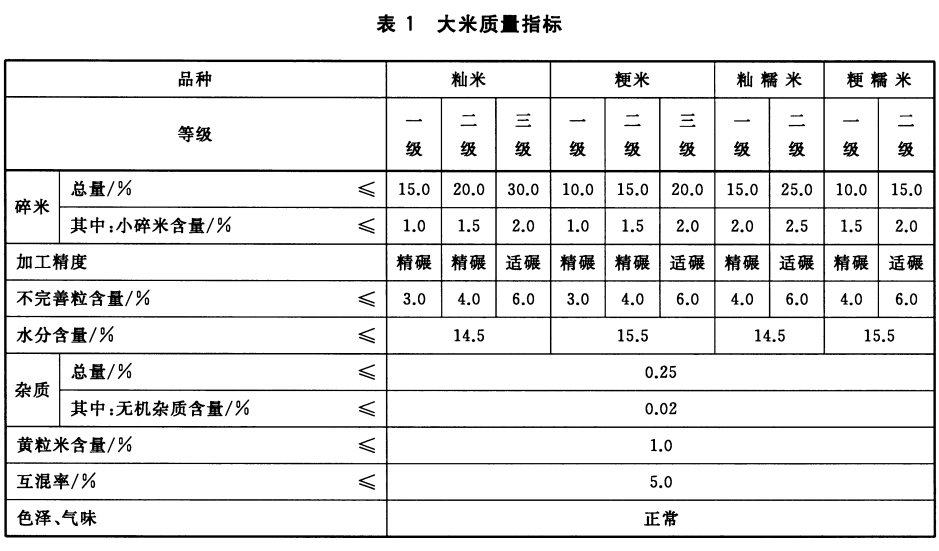 表 1 大米质量指标
品种 籼米 粳米 籼糯米 粳糯米
等级 一级 二级 三级 一级 二级 三级 一级 二级 一级 二级
碎米 总量/% ≤ 15.0 20.0 30.0 10.0 15.0 20.0 15.0 25.0 10.0 15.0
其中:小碎米含量/% ≤ 1.0 1.5 2.0 1.0 1.5 2.0 2.0 2.5 1.5 2.0
加工精度 精碾 精碾 适碾 精碾 精碾 适碾 精碾 适碾 精碾 适碾
不完善粒含量/% ≤ 3.0 4.0 6.0 3.0 4.0 6.0 4.0 6.0 4.0 6.0
水分含量/% ≤ 14.5 15.5 14.5 15.5
杂质 总量/% ≤ 0.25
其中:无机杂质含量/% ≤ 0.02
黄粒米含量/% ≤ 1.0
互混率/% ≤ 5.0
色泽、气味 正常